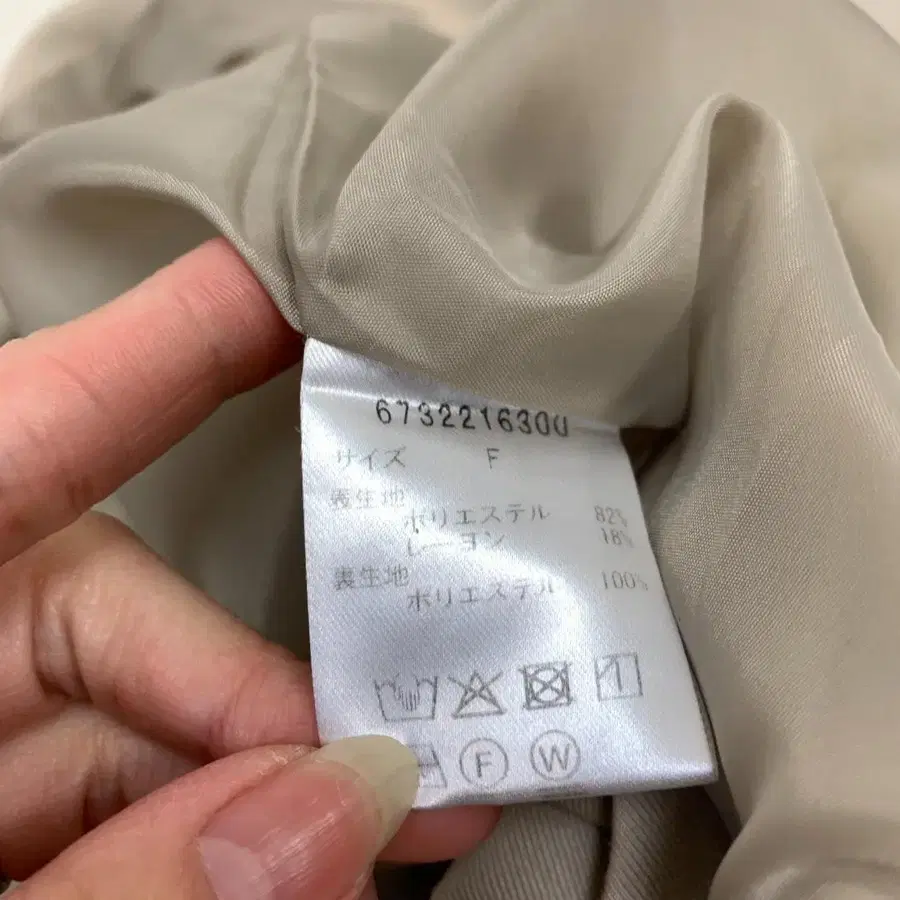 6732216300
サイズ F
表生地
ポリエステル 82%
レーヨン 18%
裏生地
ポリエステル 100%
F W